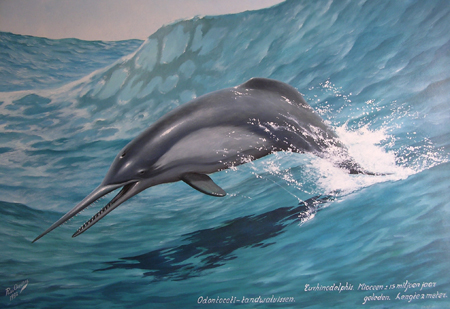 Eurhinodelphis Mioceen: 15 miljoen jaar
geleden. Lengte 2 meter.
Odontoceti-tandwalvissen.